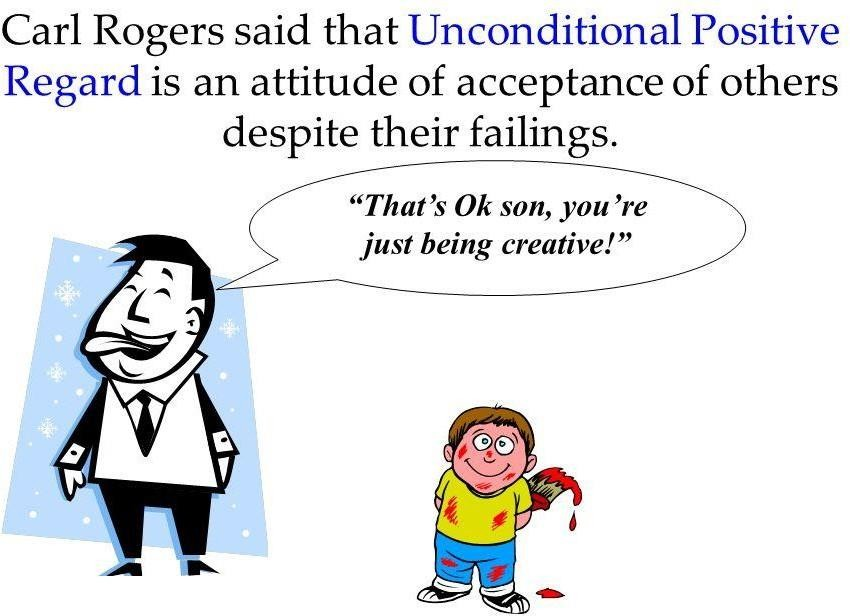 Carl Rogers said that Unconditional Positive
Regard is an attitude of acceptance of others
despite their failings.
“That’s Ok son, you’re
just being creative!”